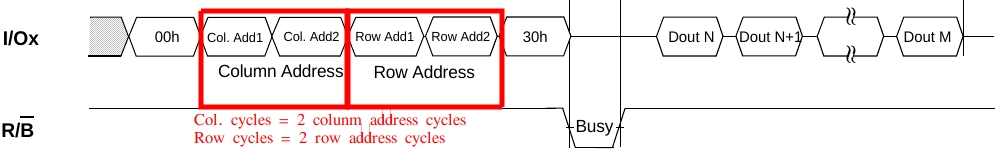 I/Ox 00h Col. Add1 Col. Add2 Row Add1 Row Add2 30h Dout N Dout N+1 Dout M
Column Address Row Address
Col. cycles = 2 colunm address cycles
R/B Busy
Row cycles = 2 row address cycles